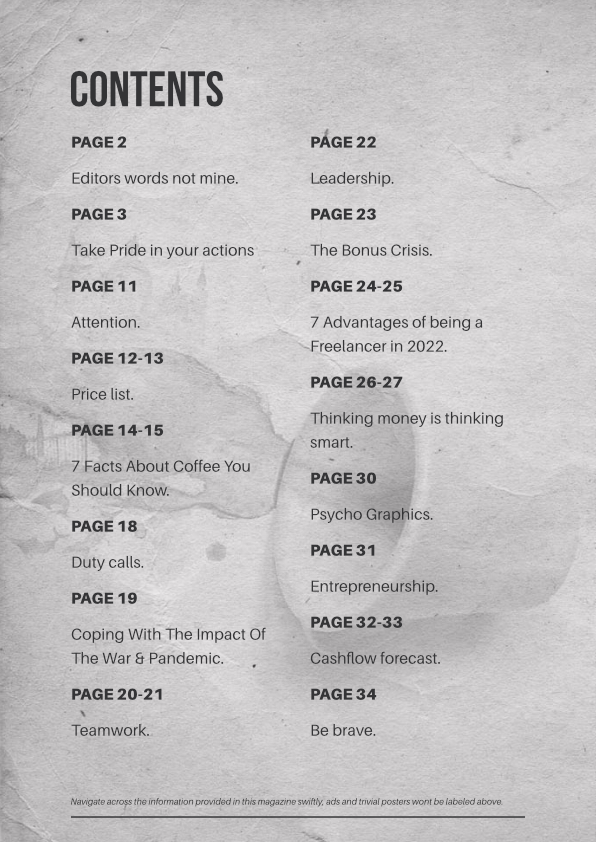 CONTENTS
PAGE 2
Editors words not mine.
PAGE 3
Take Pride in your actions
PAGE 11
Attention.
PAGE 12-13
Price list.
PAGE 14-15
7 Facts About Coffee You
Should Know.
PAGE 18
Duty calls.
PAGE 19
Coping With The Impact Of
The War & Pandemic.
PAGE 20-21
Teamwork.
PAGE 22
Leadership.
PAGE 23
The Bonus Crisis.
PAGE 24-25
7 Advantages of being a
Freelancer in 2022.
PAGE 26-27
Thinking money is thinking
smart.
PAGE 30
Psycho Graphics.
PAGE 31
Entrepreneurship.
PAGE 32-33
Cashflow forecast.
PAGE 34
Be brave.
Navigate across the information provided in this magazine swiftly, ads and trivial posters wont be labeled above.